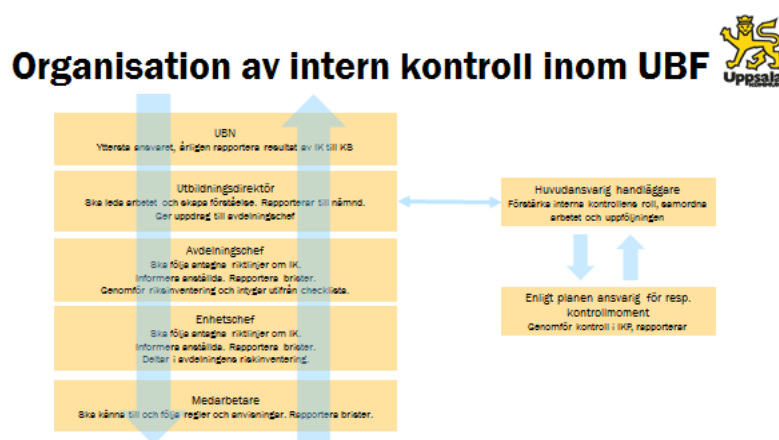 Organisation av intern kontroll inom UBF
Uppsala
KOMMUN
UBN
Yttersta ansvaret, årligen rapportera resultat av IK till KS
Utbildningsdirektör
Ska leda arbetet och skapa förståelse. Rapporterar till nämnd.
Ger uppdrag till avdelningschef
Avdelningschef
Ska följa antagna riktlinjer om IK.
Informera anställda. Rapportera brister.
Genomför riksinventering och intygar utifrån checklista.
Enhetschef
Ska följa antagna riktlinjer om IK.
Informera anställda. Rapportera brister.
Deltar i avdelningens riskinventering.
Medarbetare
Ska känna till och följa regler och anvisningar. Rapportera brister.
Huvudansvarig handläggare
Förstärka interna kontrollens roll, samordna
arbetet och uppföljningen
Enligt planen ansvarig för resp.
kontrollmoment
Genomför kontroll i IKP, rapporterar